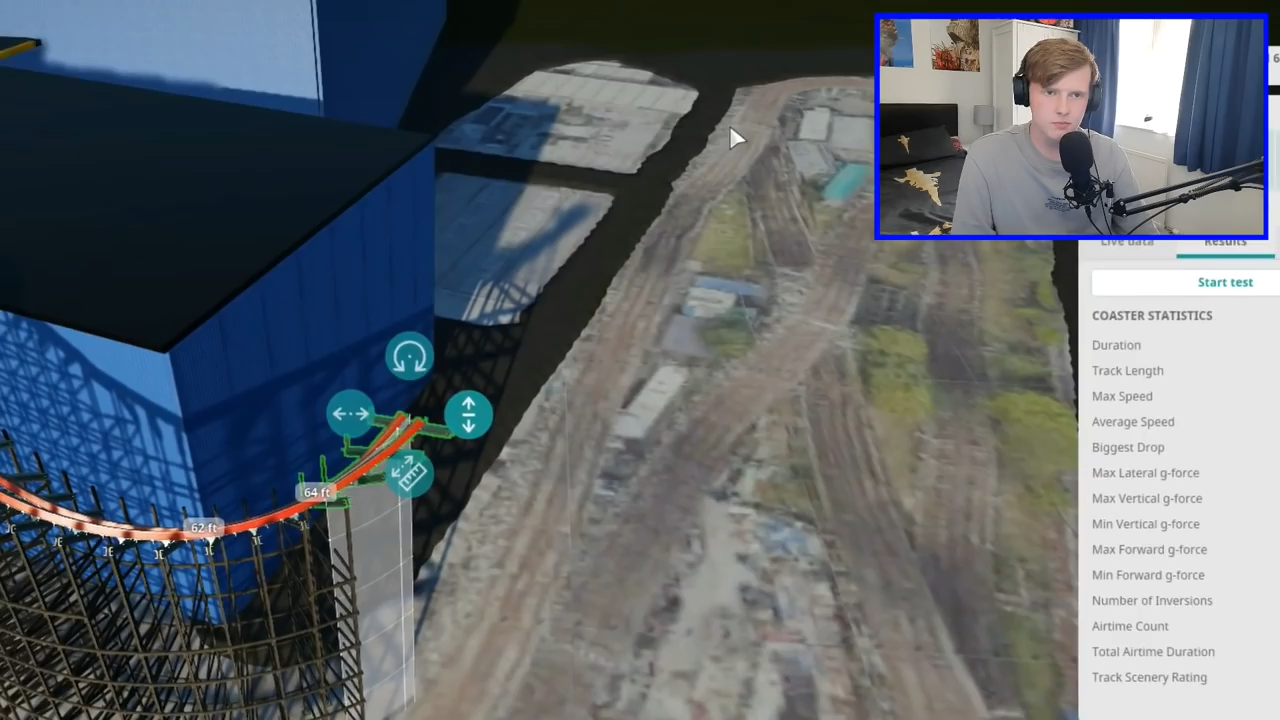 Live data
Results
Start test
COASTER STATISTICS
Duration
Track Length
Max Speed
Average Speed
Biggest Drop
Max Lateral g-force
Max Vertical g-force
Min Vertical g-force
Max Forward g-force
Min Forward g-force
Number of Inversions
Airtime Count
Total Airtime Duration
Track Scenery Rating
64 ft
62 ft